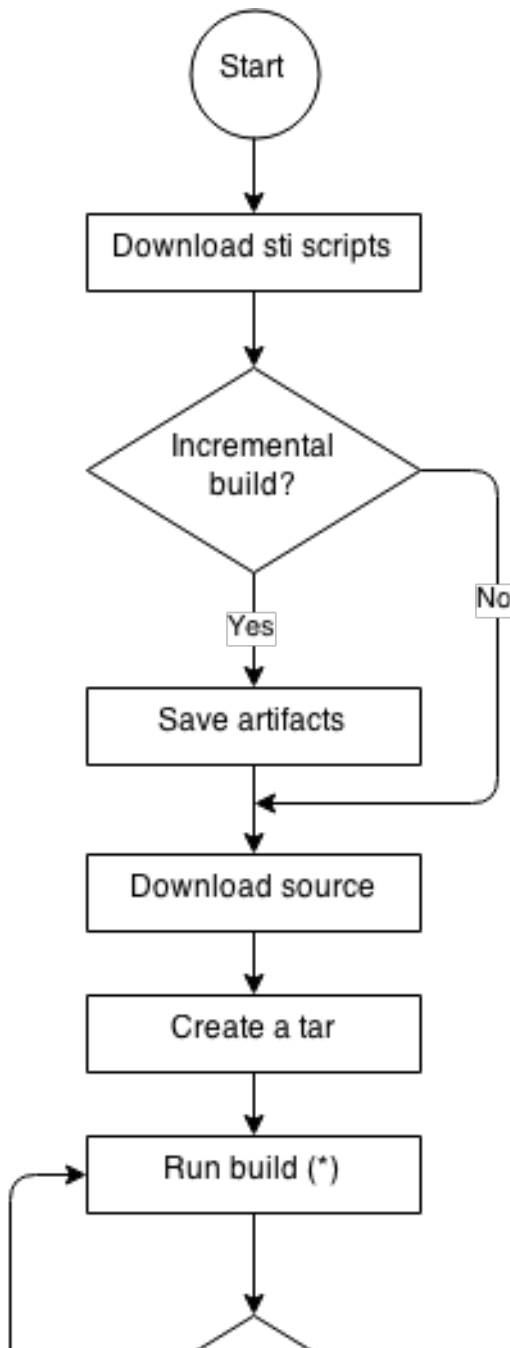 Start
Download sti scripts
Incremental
build?
No
Yes
Save artifacts
Download source
Create a tar
Run build (*)